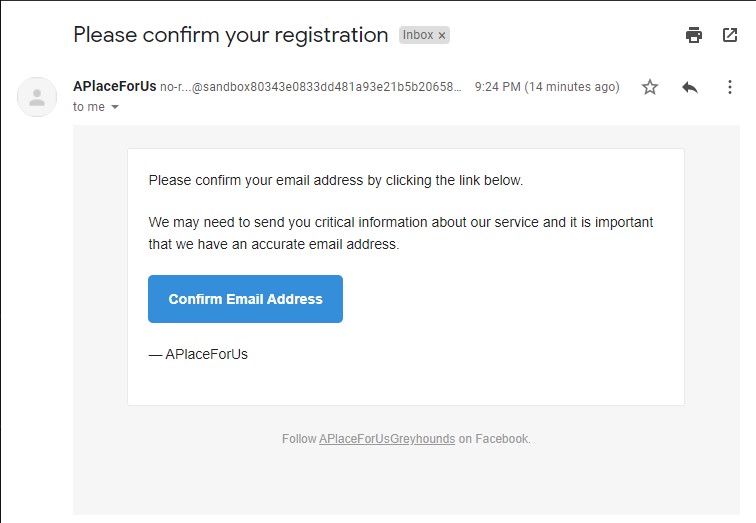 Please confirm your registration Inbox ×
APlaceForUs no-r...@sandbox80343e0833dd481a93e21b5b20658... 9:24 PM (14 minutes ago)
to me
Please confirm your email address by clicking the link below.
We may need to send you critical information about our service and it is important
that we have an accurate email address.
Confirm Email Address
— APlaceForUs
Follow APlaceForUsGreyhounds on Facebook.